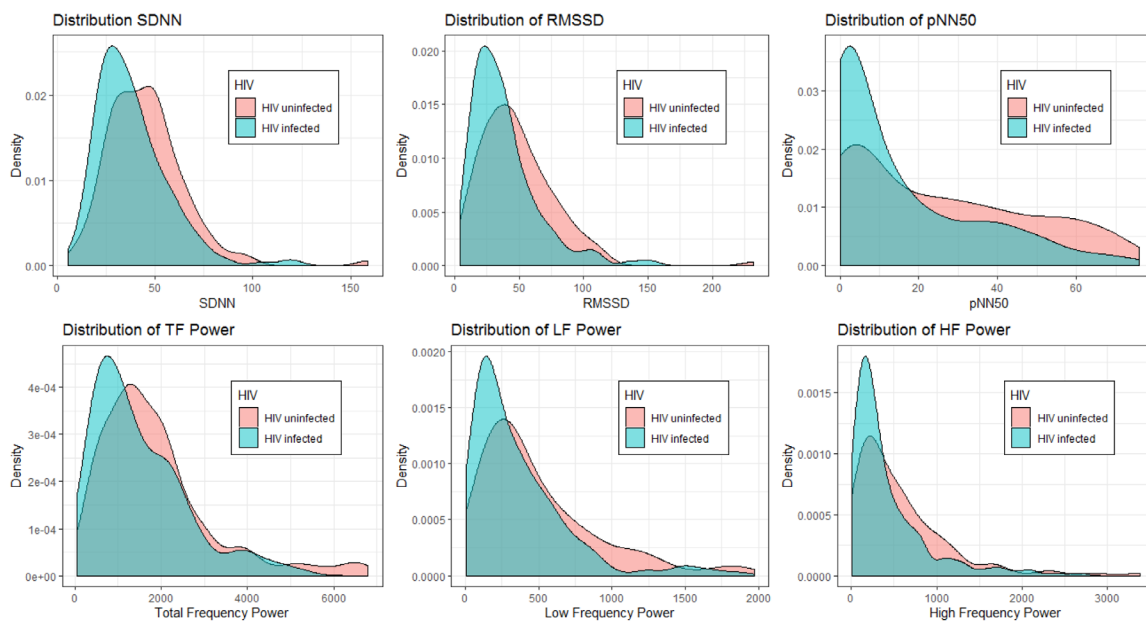 Distribution SDNN
Density
0.02
0.01
0.00
HIV
HIV uninfected
HIV infected
0
50
100
150
SDNN
Distribution of RMSSD
Density
0.020
0.015
0.010
0.005
0.000
HIV
HIV uninfected
HIV infected
0
50
100
150
200
RMSSD
Distribution of pNN50
Density
0.03
0.02
0.01
0.00
HIV
HIV uninfected
HIV infected
0
20
40
60
pNN50
Distribution of TF Power
Density
4e-04
3e-04
2e-04
1e-04
0e+00
HIV
HIV uninfected
HIV infected
0
2000
4000
6000
Total Frequency Power
Distribution of LF Power
Density
0.0020
0.0015
0.0010
0.0005
0.0000
HIV
HIV uninfected
HIV infected
0
500
1000
1500
2000
Low Frequency Power
Distribution of HF Power
Density
0.0015
0.0010
0.0005
0.0000
HIV
HIV uninfected
HIV infected
0
1000
2000
3000
High Frequency Power